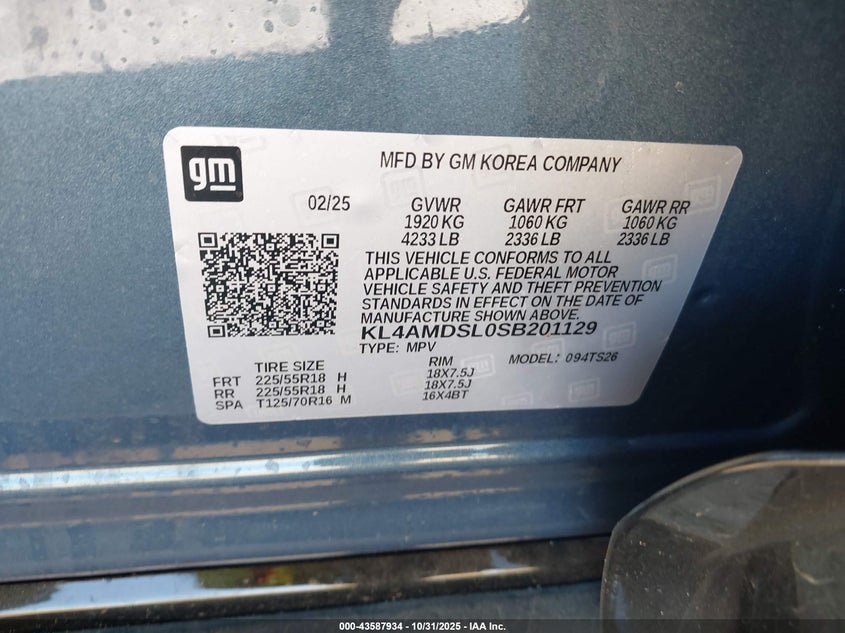 gm
MFD BY GM KOREA COMPANY
02/25 GVWR GAWR FRT GAWR RR
1920 KG 1060 KG 1060 KG
4233 LB 2336 LB 2336 LB
THIS VEHICLE CONFORMS TO ALL
APPLICABLE U.S. FEDERAL MOTOR
VEHICLE SAFETY AND THEFT PREVENTION
STANDARDS IN EFFECT ON THE DATE OF
MANUFACTURE SHOWN ABOVE.
KL4AMDSL0SB201129
TYPE: MPV MODEL: 094TS26
TIRE SIZE RIM
FRT 225/55R18 H 18X7.5J
RR 225/55R18 H 18X7.5J
SPA T125/70R16 M 16X4BT
000-43587934 - 10/31/2025 - IAA Inc.